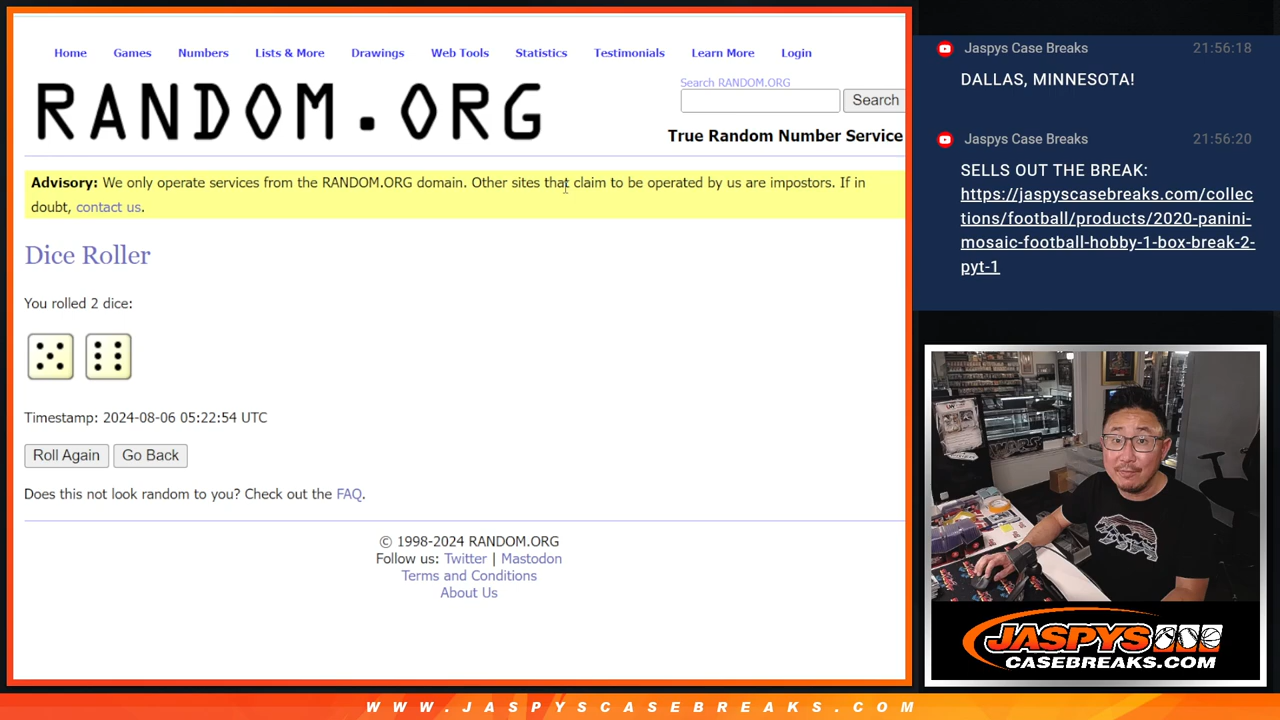 Home Games Numbers Lists & More Drawings Web Tools Statistics Testimonials Learn More Login
RANDOM.ORG
Search RANDOM.ORG
Search
True Random Number Service
Advisory: We only operate services from the RANDOM.ORG domain. Other sites that claim to be operated by us are impostors. If in
doubt, contact us.
Dice Roller
You rolled 2 dice:
Timestamp: 2024-08-06 05:22:54 UTC
Roll Again Go Back
Does this not look random to you? Check out the FAQ.
© 1998-2024 RANDOM.ORG
Follow us: Twitter | Mastodon
Terms and Conditions
About Us
Jaspys Case Breaks 21:56:18
DALLAS, MINNESOTA!
Jaspys Case Breaks 21:56:20
SELLS OUT THE BREAK:
https://jaspyscasebreaks.com/collec
tions/football/products/2020-panini-
mosaic-football-hobby-1-box-break-2-
pyt-1
JASPYS
CASEBREAKS.COM
WWW.JASPYSCASEBREAKS.COM